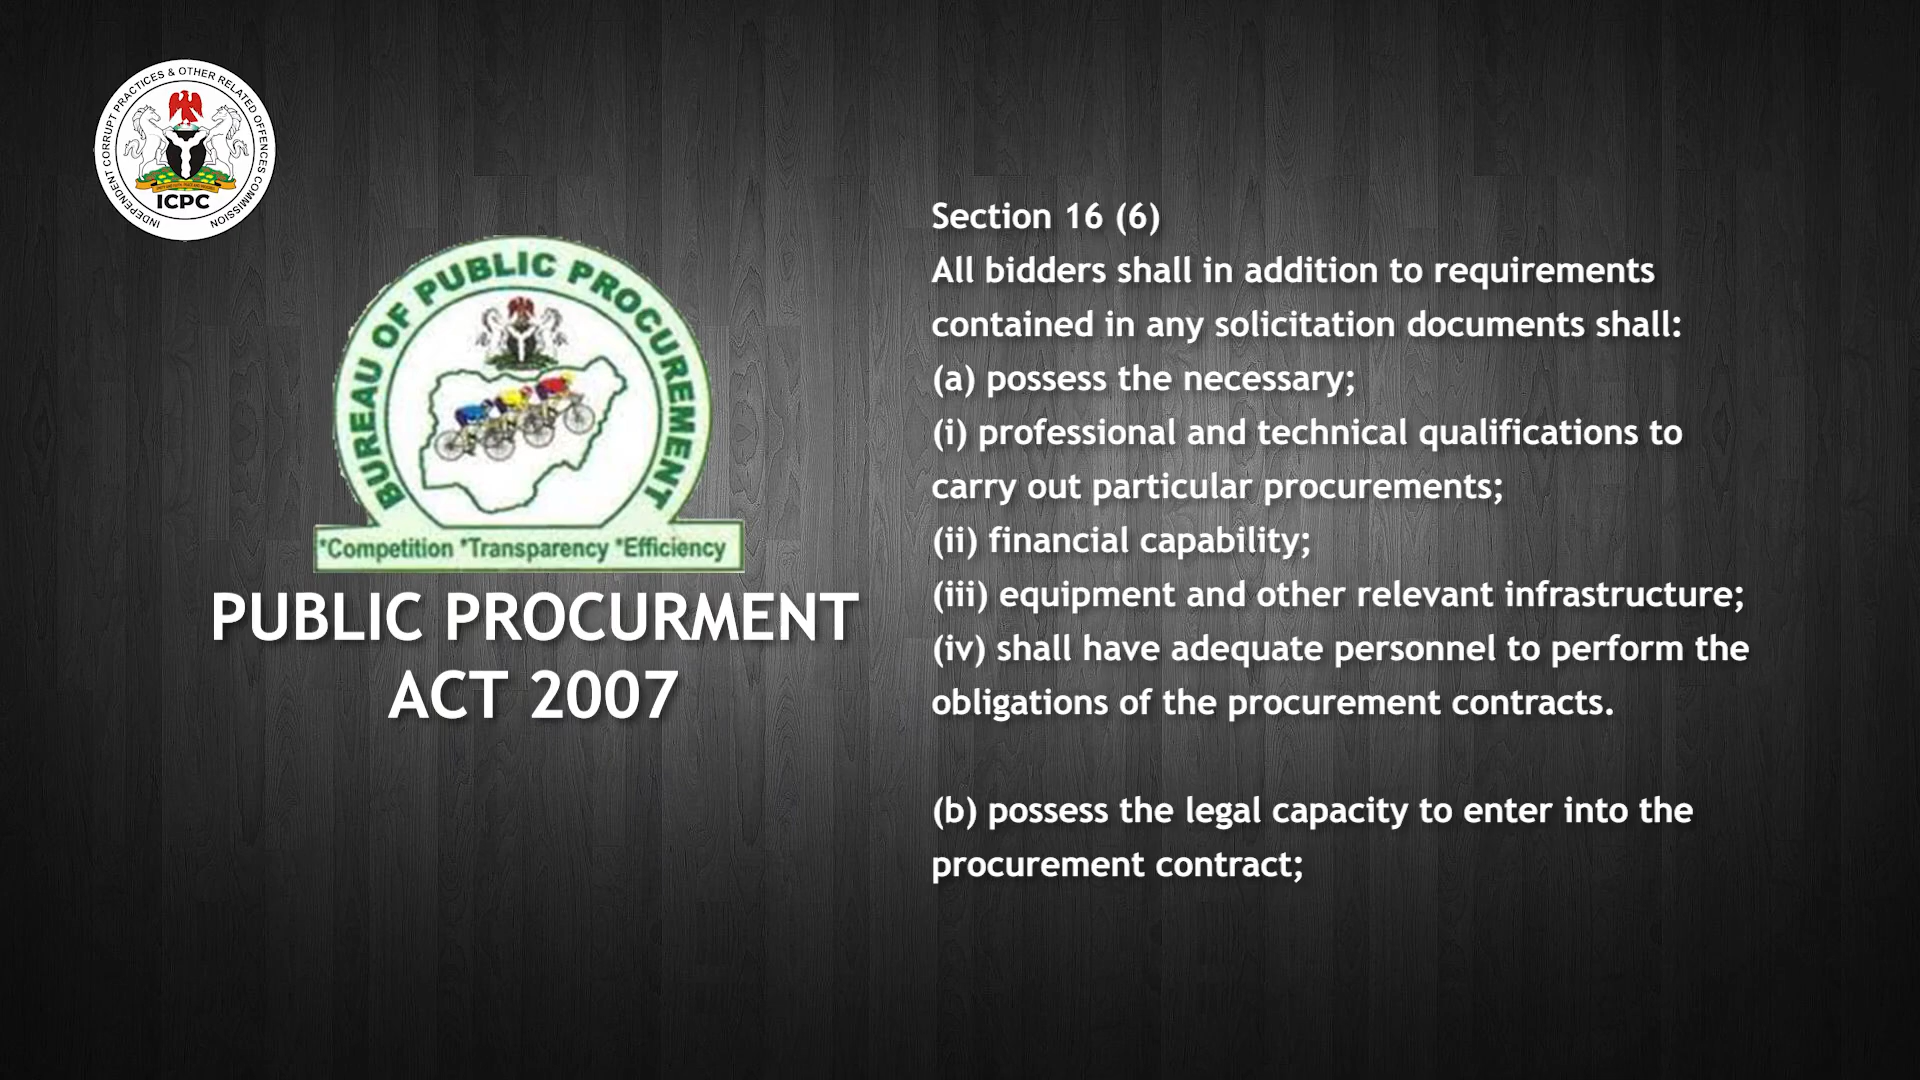 INDEPENDENT CORRUPT PRACTICES & OTHER RELATED OFFENCES COMMISSION
ICPC
BUREAU OF PUBLIC PROCUREMENT
*Competition *Transparency *Efficiency
PUBLIC PROCURMENT
ACT 2007
Section 16 (6)
All bidders shall in addition to requirements
contained in any solicitation documents shall:
(a) possess the necessary;
(i) professional and technical qualifications to
carry out particular procurements;
(ii) financial capability;
(iii) equipment and other relevant infrastructure;
(iv) shall have adequate personnel to perform the
obligations of the procurement contracts.
(b) possess the legal capacity to enter into the
procurement contract;